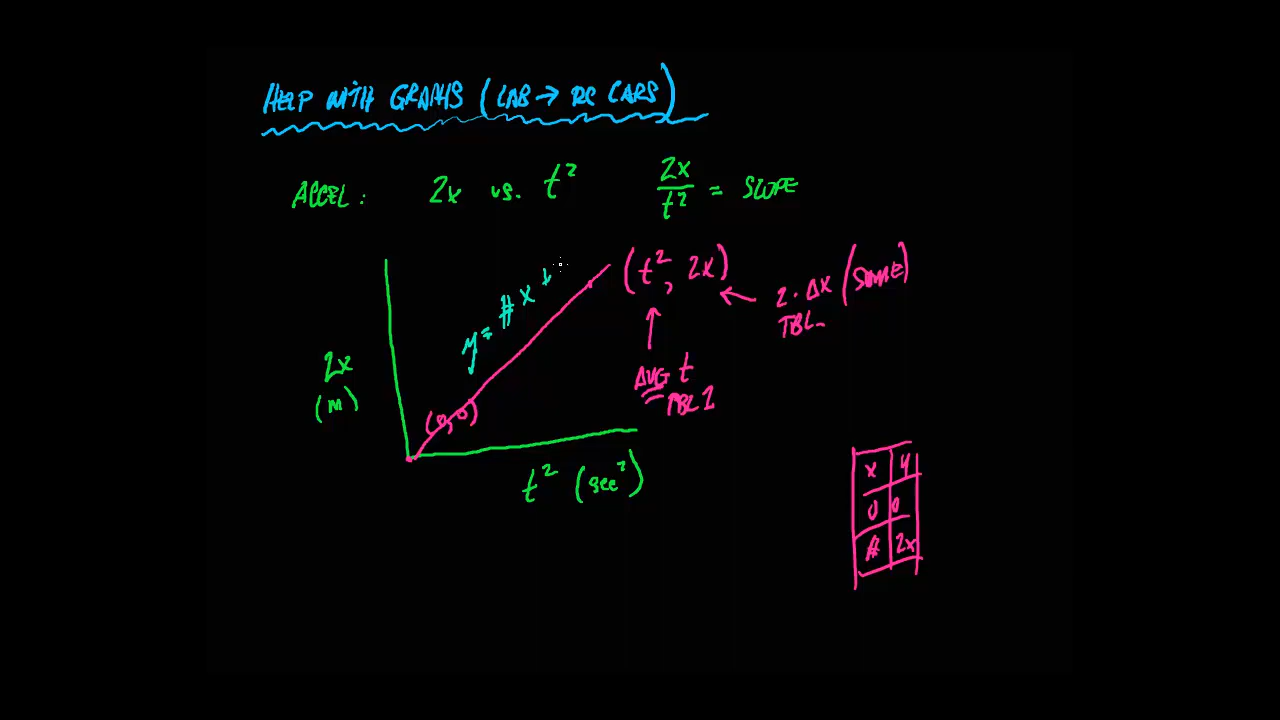 HELP WITH GRAPHS (LAB → RC CARS)
ACCEL: 2x vs. t² 2x/t² = SLOPE
(t², 2x)
2·Δx (SAME)
TBL
y = # x +
2x
(m)
AVG t
TBL 1
(0,0)
t² (sec²)
x y
0 0
# 2x